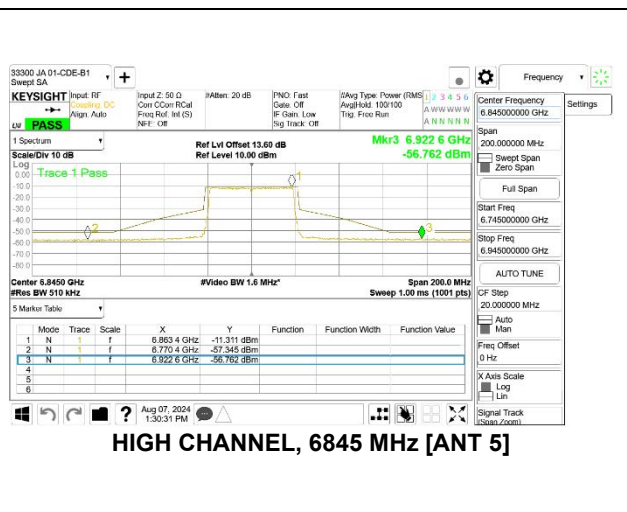 33300 JA 01-CDE-B1
Swept SA
KEYSIGHT
Input: RF
Coupling: DC
Align: Auto
Input Z: 50 Ω
Corr CCorr RCal
Freq Ref: Int (S)
NFE: Off
#Atten: 20 dB
PNO: Fast
Gate: Off
IF Gain: Low
Sig Track: Off
#Avg Type: Power (RMS
Avg|Hold: 100/100
Trig: Free Run
1 2 3 4 5 6
A W W W W W
A N N N N N
LXI PASS
1 Spectrum
Scale/Div 10 dB
Ref Lvl Offset 13.60 dB
Ref Level 10.00 dBm
Mkr3 6.922 6 GHz
-56.762 dBm
Log
Trace 1 Pass
0.00
-10.0
-20.0
-30.0
-40.0
-50.0
-60.0
-70.0
-80.0
1
2
3
Center 6.8450 GHz
#Res BW 510 kHz
#Video BW 1.6 MHz*
Span 200.0 MHz
Sweep 1.00 ms (1001 pts)
5 Marker Table
Mode Trace Scale X Y Function Function Width Function Value
1 N 1 f 6.863 4 GHz -11.311 dBm
2 N 1 f 6.770 4 GHz -57.345 dBm
3 N 1 f 6.922 6 GHz -56.762 dBm
4
5
6
Aug 07, 2024
1:30:31 PM
Frequency
Settings
Center Frequency
6.845000000 GHz
Span
200.000000 MHz
Swept Span
Zero Span
Full Span
Start Freq
6.745000000 GHz
Stop Freq
6.945000000 GHz
AUTO TUNE
CF Step
20.000000 MHz
Auto
Man
Freq Offset
0 Hz
X Axis Scale
Log
Lin
Signal Track
(Span Zoom)
HIGH CHANNEL, 6845 MHz [ANT 5]